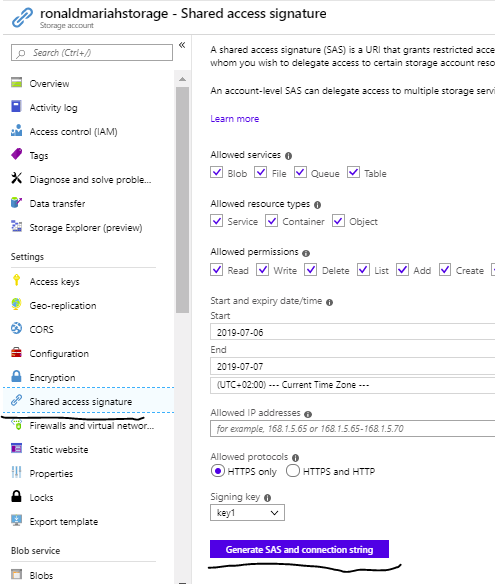 ronaldmariahstorage - Shared access signature
Storage account
Search (Ctrl+/)
«
Overview
Activity log
Access control (IAM)
Tags
Diagnose and solve proble...
Data transfer
Storage Explorer (preview)
Settings
Access keys
Geo-replication
CORS
Configuration
Encryption
Shared access signature
Firewalls and virtual networ...
Static website
Properties
Locks
Export template
Blob service
Blobs
A shared access signature (SAS) is a URI that grants restricted acce
whom you wish to delegate access to certain storage account reso
An account-level SAS can delegate access to multiple storage servi
Learn more
Allowed services
Blob File Queue Table
Allowed resource types
Service Container Object
Allowed permissions
Read Write Delete List Add Create
Start and expiry date/time
Start
2019-07-06
End
2019-07-07
(UTC+02:00) --- Current Time Zone ---
Allowed IP addresses
for example, 168.1.5.65 or 168.1.5.65-168.1.5.70
Allowed protocols
HTTPS only HTTPS and HTTP
Signing key
key1
Generate SAS and connection string